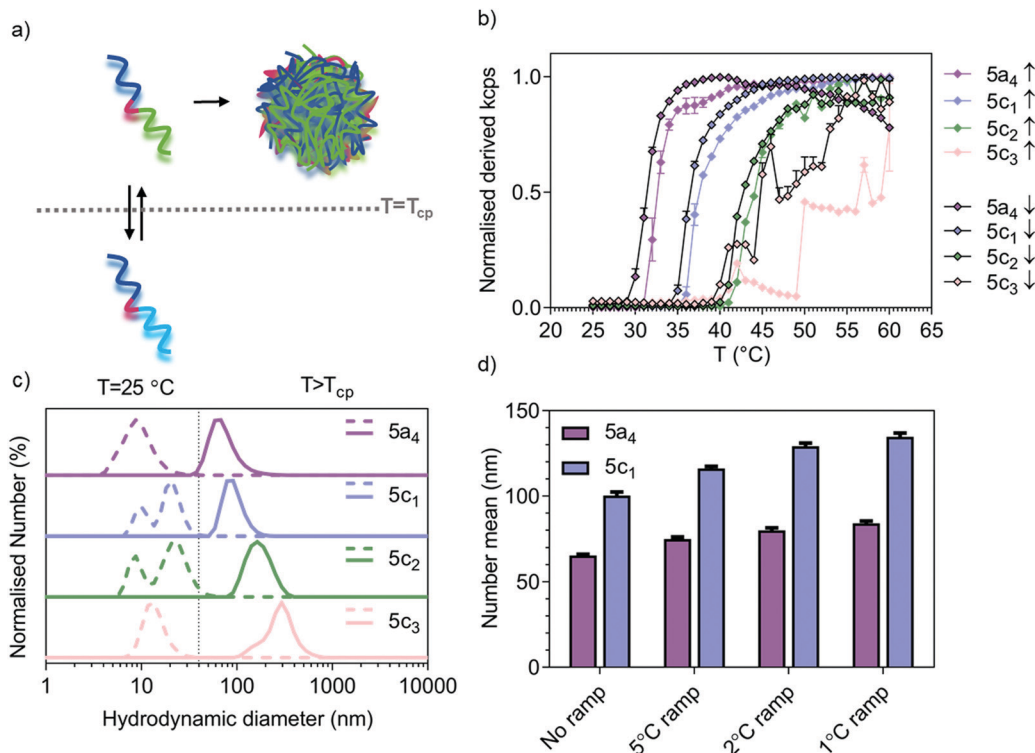 a)
T=Tcp
b)
Normalised derived kcps
1.0
0.5
0.0
20 25 30 35 40 45 50 55 60 65
T (°C)
5a4 ↑
5c1 ↑
5c2 ↑
5c3 ↑
5a4 ↓
5c1 ↓
5c2 ↓
5c3 ↓
c)
T=25 °C T>Tcp
Normalised Number (%)
5a4
5c1
5c2
5c3
1 10 100 1000 10000
Hydrodynamic diameter (nm)
d)
Number mean (nm)
150
100
50
0
5a4
5c1
No ramp
5°C ramp
2°C ramp
1°C ramp